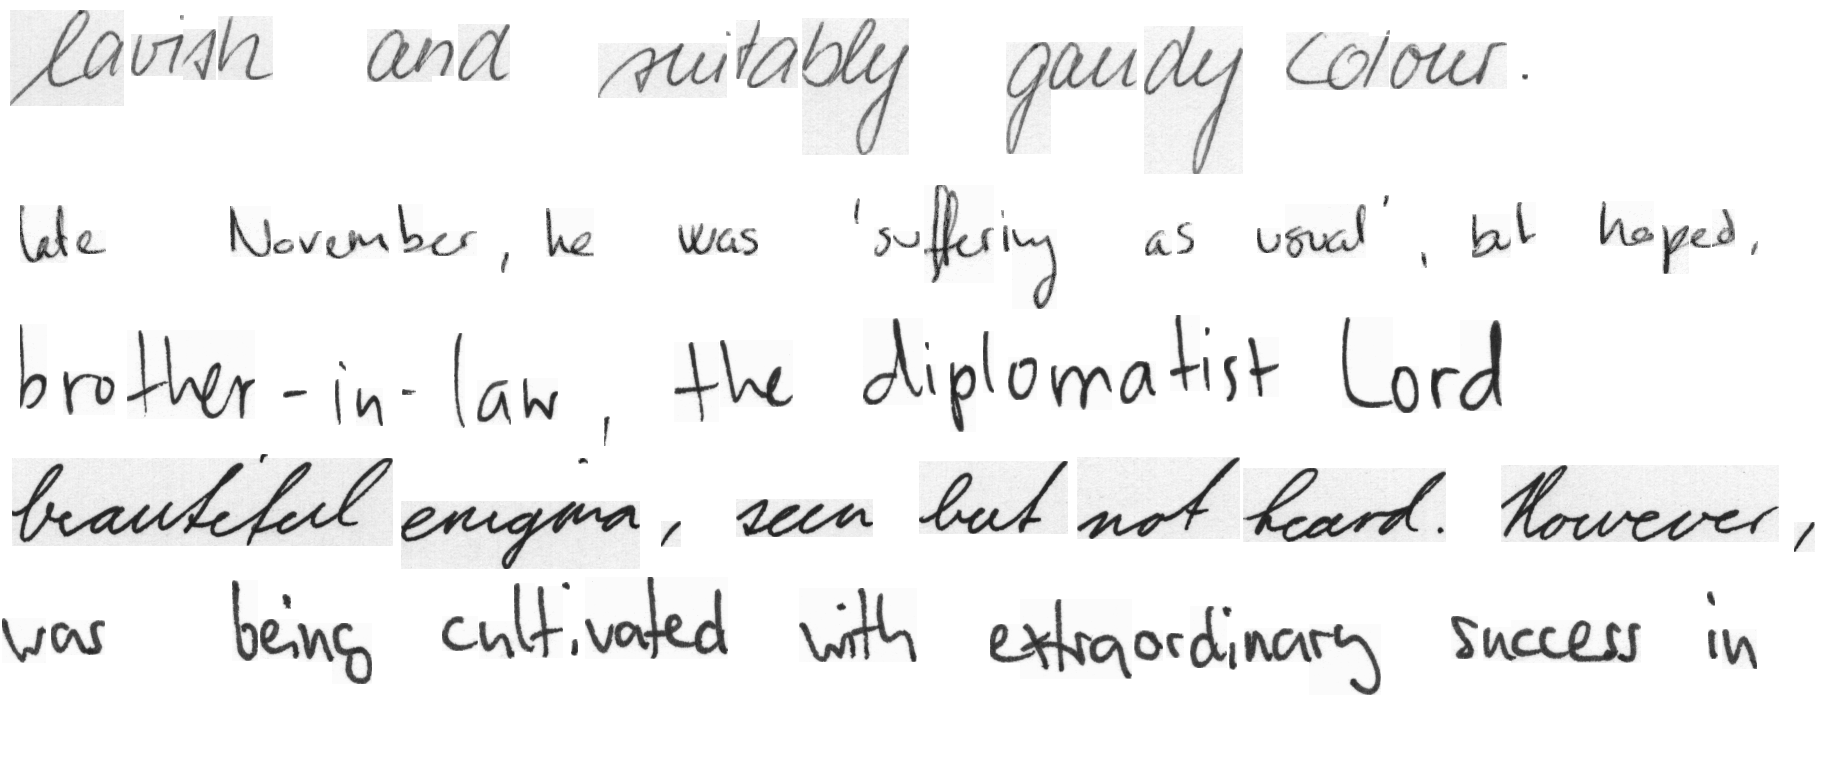 lavish and suitably gaudy colour.
late November, he was 'suffering as usual', but hoped,
brother-in-law, the diplomatist Lord
beautiful enigma, seen but not heard. However,
was being cultivated with extraordinary success in